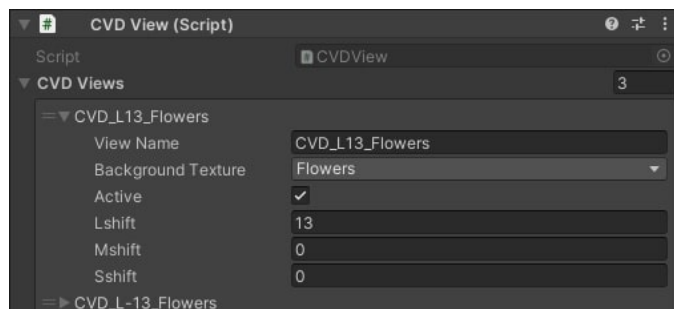 # CVD View (Script)
Script CVDView
CVD Views 3
CVD_L13_Flowers
View Name CVD_L13_Flowers
Background Texture Flowers
Active
Lshift 13
Mshift 0
Sshift 0
CVD_L-13_Flowers